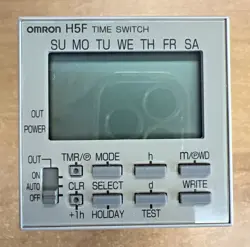 OMRON H5F TIME SWITCH
SU MO TU WE TH FR SA
OUT
POWER
OUT
TMR/℗ MODE h m/PWD
ON
AUTO
OFF
CLR SELECT d WRITE
+1h HOLIDAY TEST